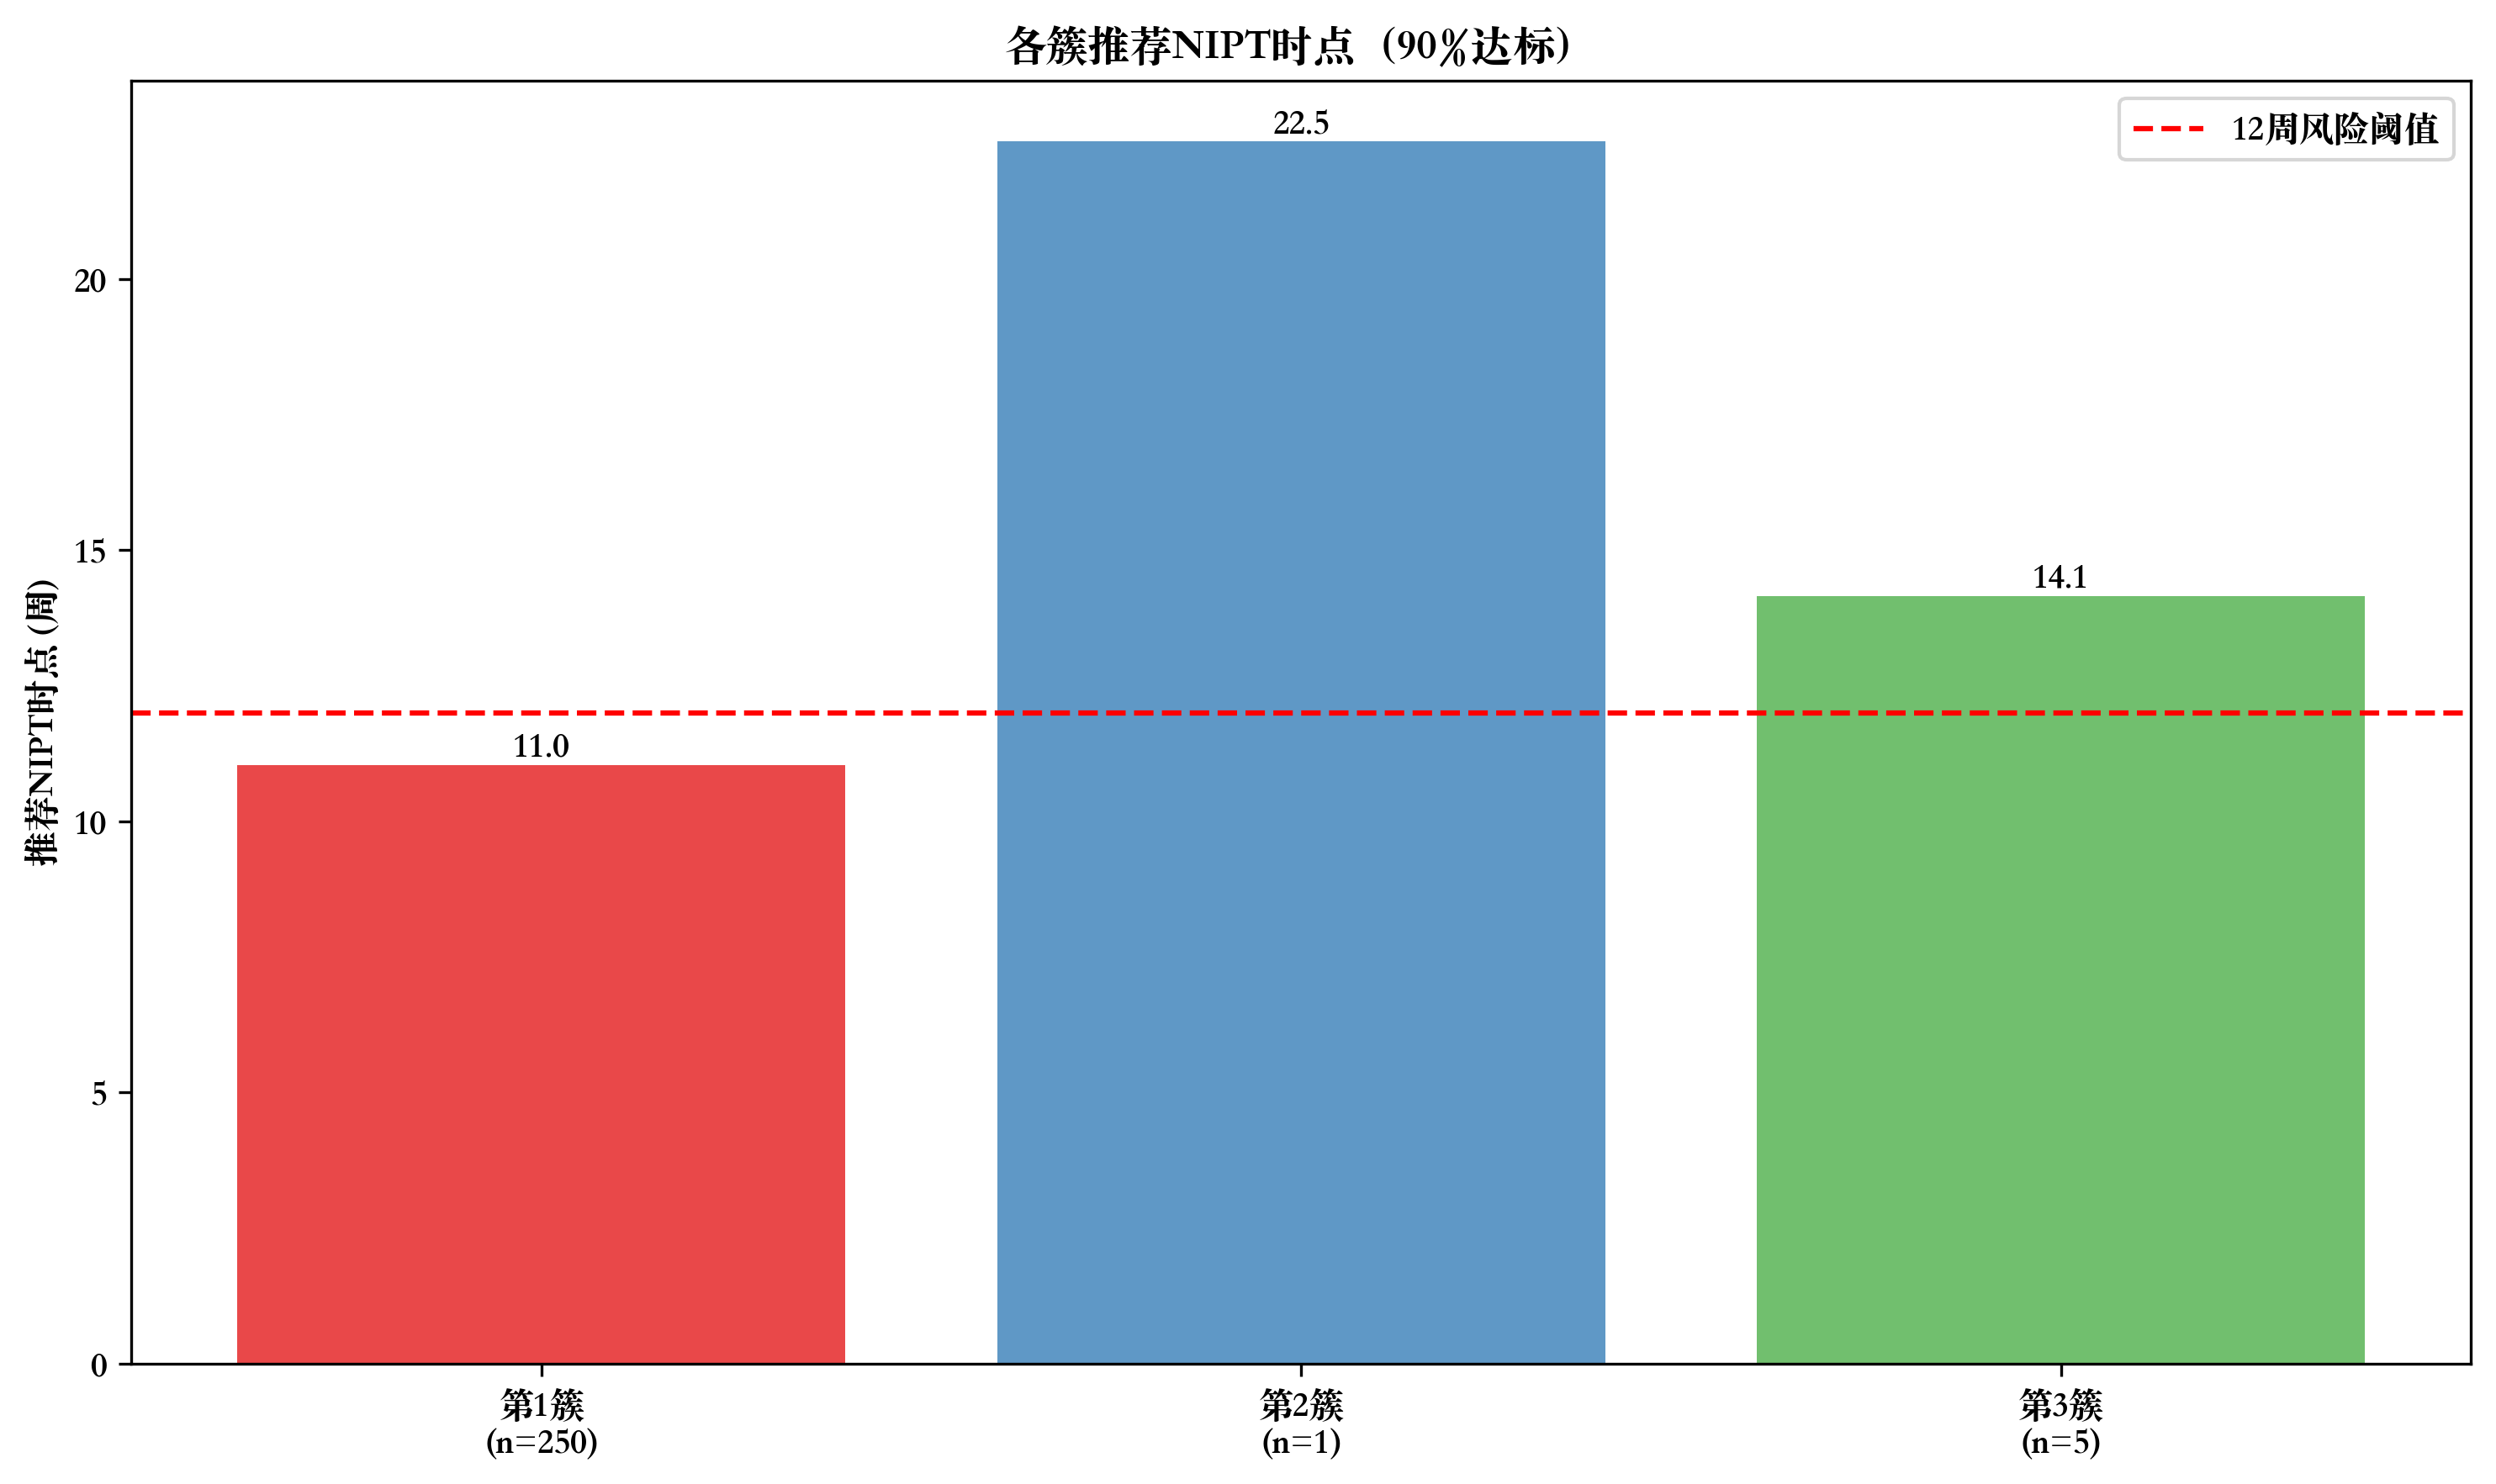 各簇推荐NIPT时点（90%达标）
12周风险阈值
推荐NIPT时点 (周)
20
15
10
5
0
22.5
14.1
11.0
第1簇
(n=250)
第2簇
(n=1)
第3簇
(n=5)